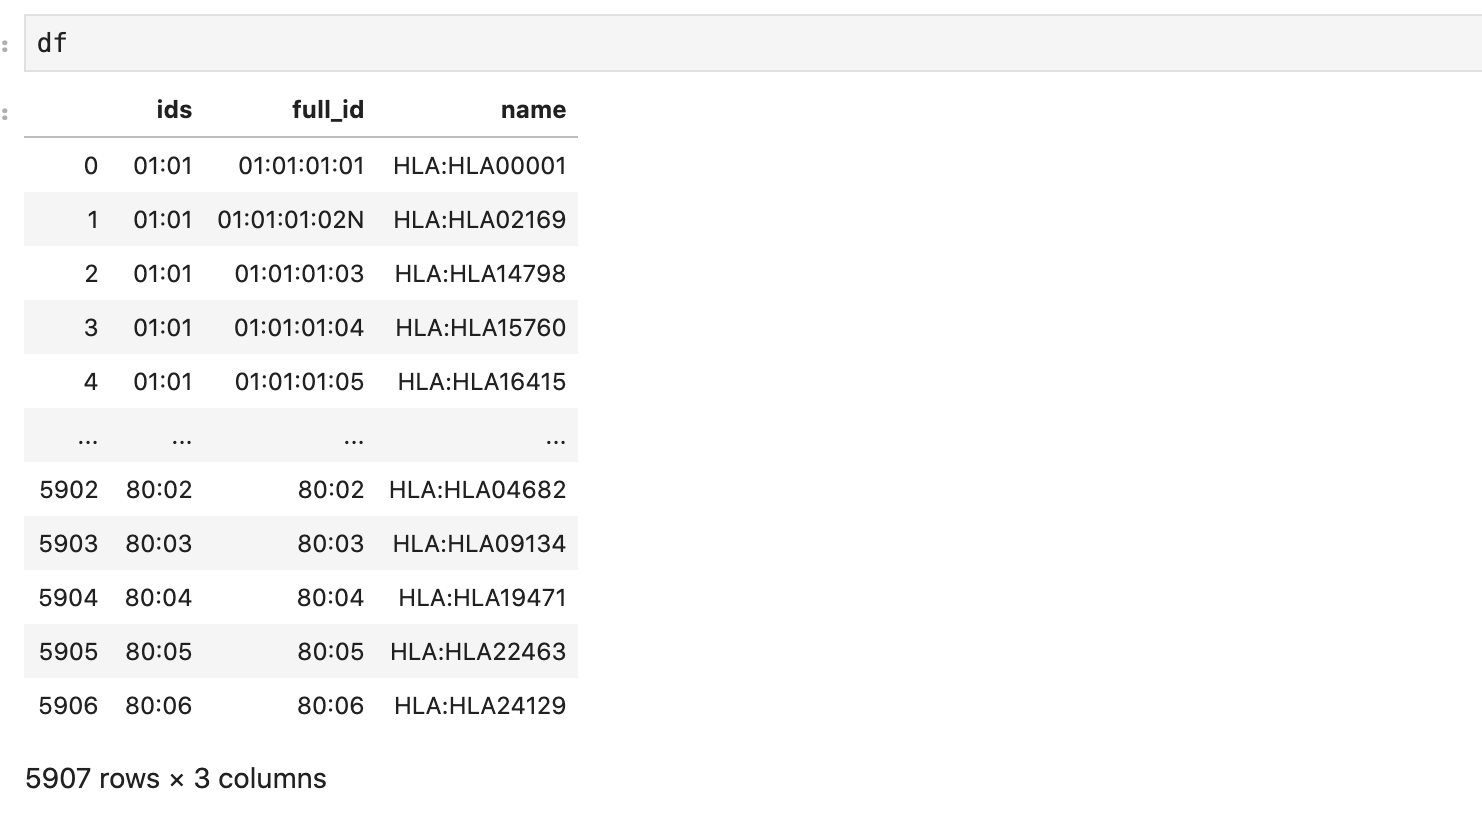 df
ids full_id name
0 01:01 01:01:01:01 HLA:HLA00001
1 01:01 01:01:01:02N HLA:HLA02169
2 01:01 01:01:01:03 HLA:HLA14798
3 01:01 01:01:01:04 HLA:HLA15760
4 01:01 01:01:01:05 HLA:HLA16415
... ... ... ...
5902 80:02 80:02 HLA:HLA04682
5903 80:03 80:03 HLA:HLA09134
5904 80:04 80:04 HLA:HLA19471
5905 80:05 80:05 HLA:HLA22463
5906 80:06 80:06 HLA:HLA24129
5907 rows × 3 columns